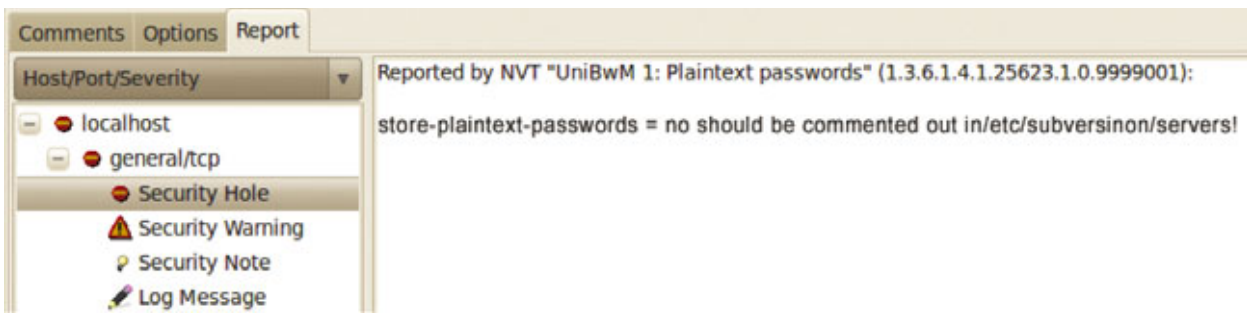 Comments Options Report
Host/Port/Severity
localhost
general/tcp
Security Hole
Security Warning
Security Note
Log Message
Reported by NVT "UniBwM 1: Plaintext passwords" (1.3.6.1.4.1.25623.1.0.9999001):
store-plaintext-passwords = no should be commented out in/etc/subversinon/servers!